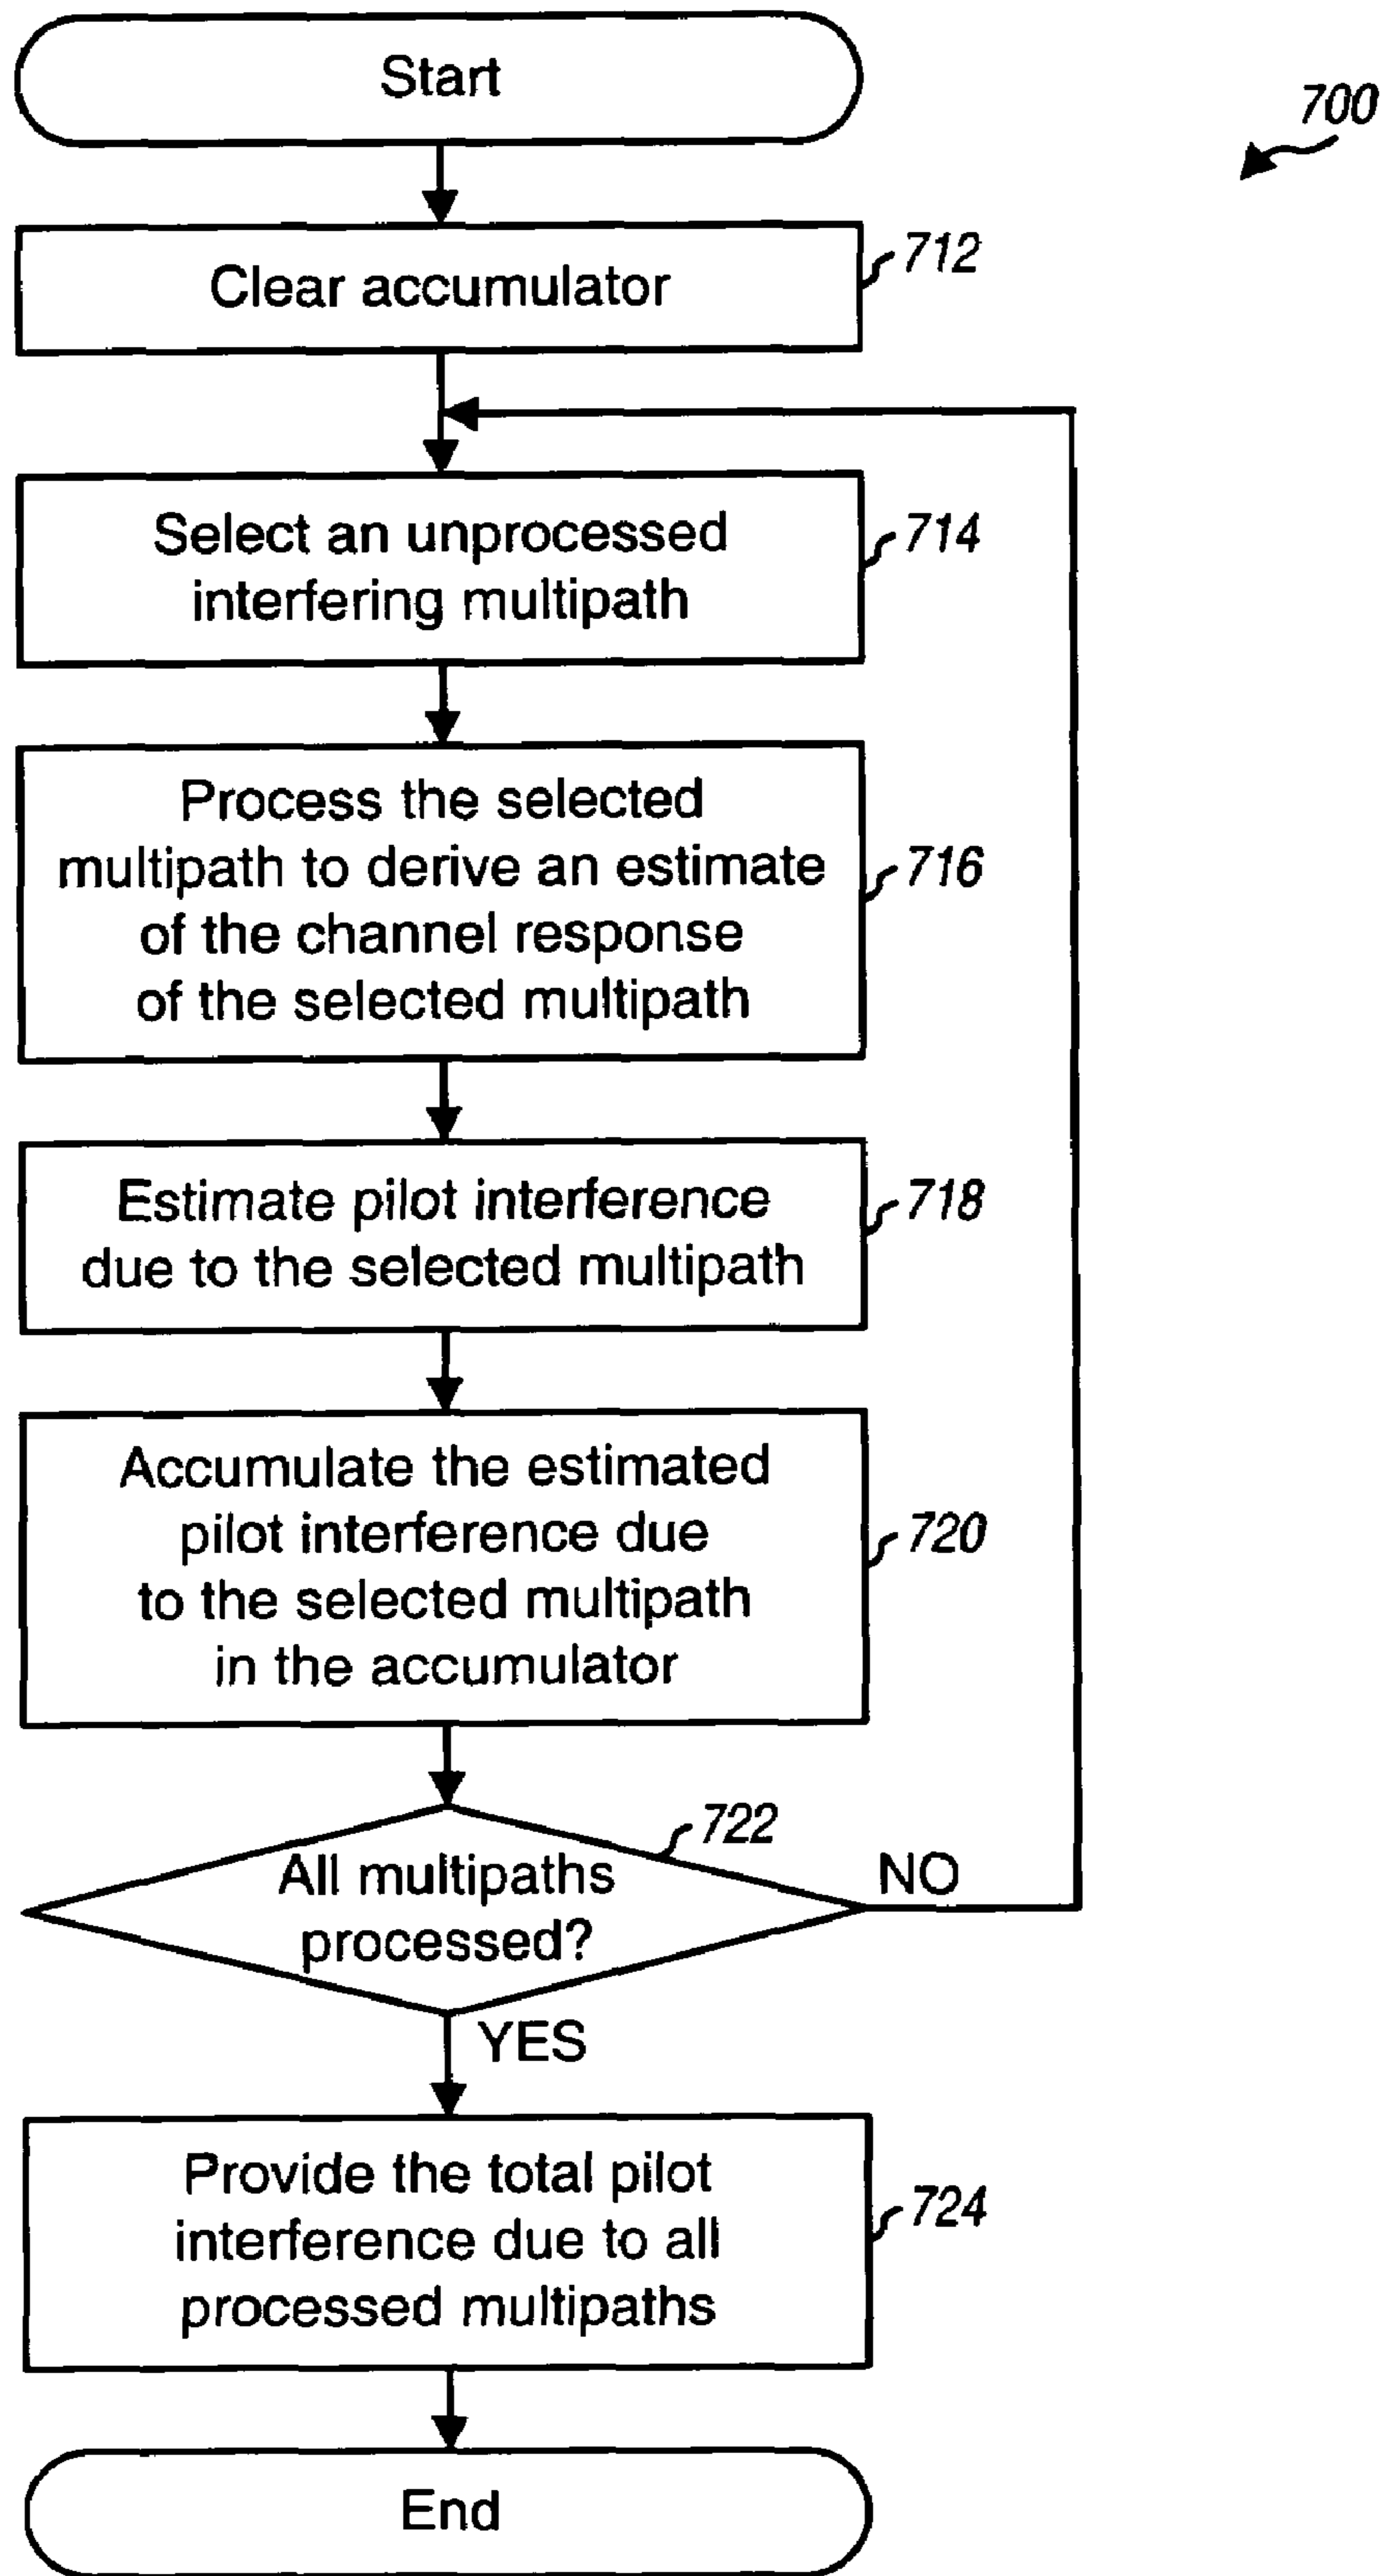 Start
700
Clear accumulator
712
Select an unprocessed
interfering multipath
714
Process the selected
multipath to derive an estimate
of the channel response
of the selected multipath
716
Estimate pilot interference
due to the selected multipath
718
Accumulate the estimated
pilot interference due
to the selected multipath
in the accumulator
720
722
All multipaths
processed?
NO
YES
Provide the total pilot
interference due to all
processed multipaths
724
End